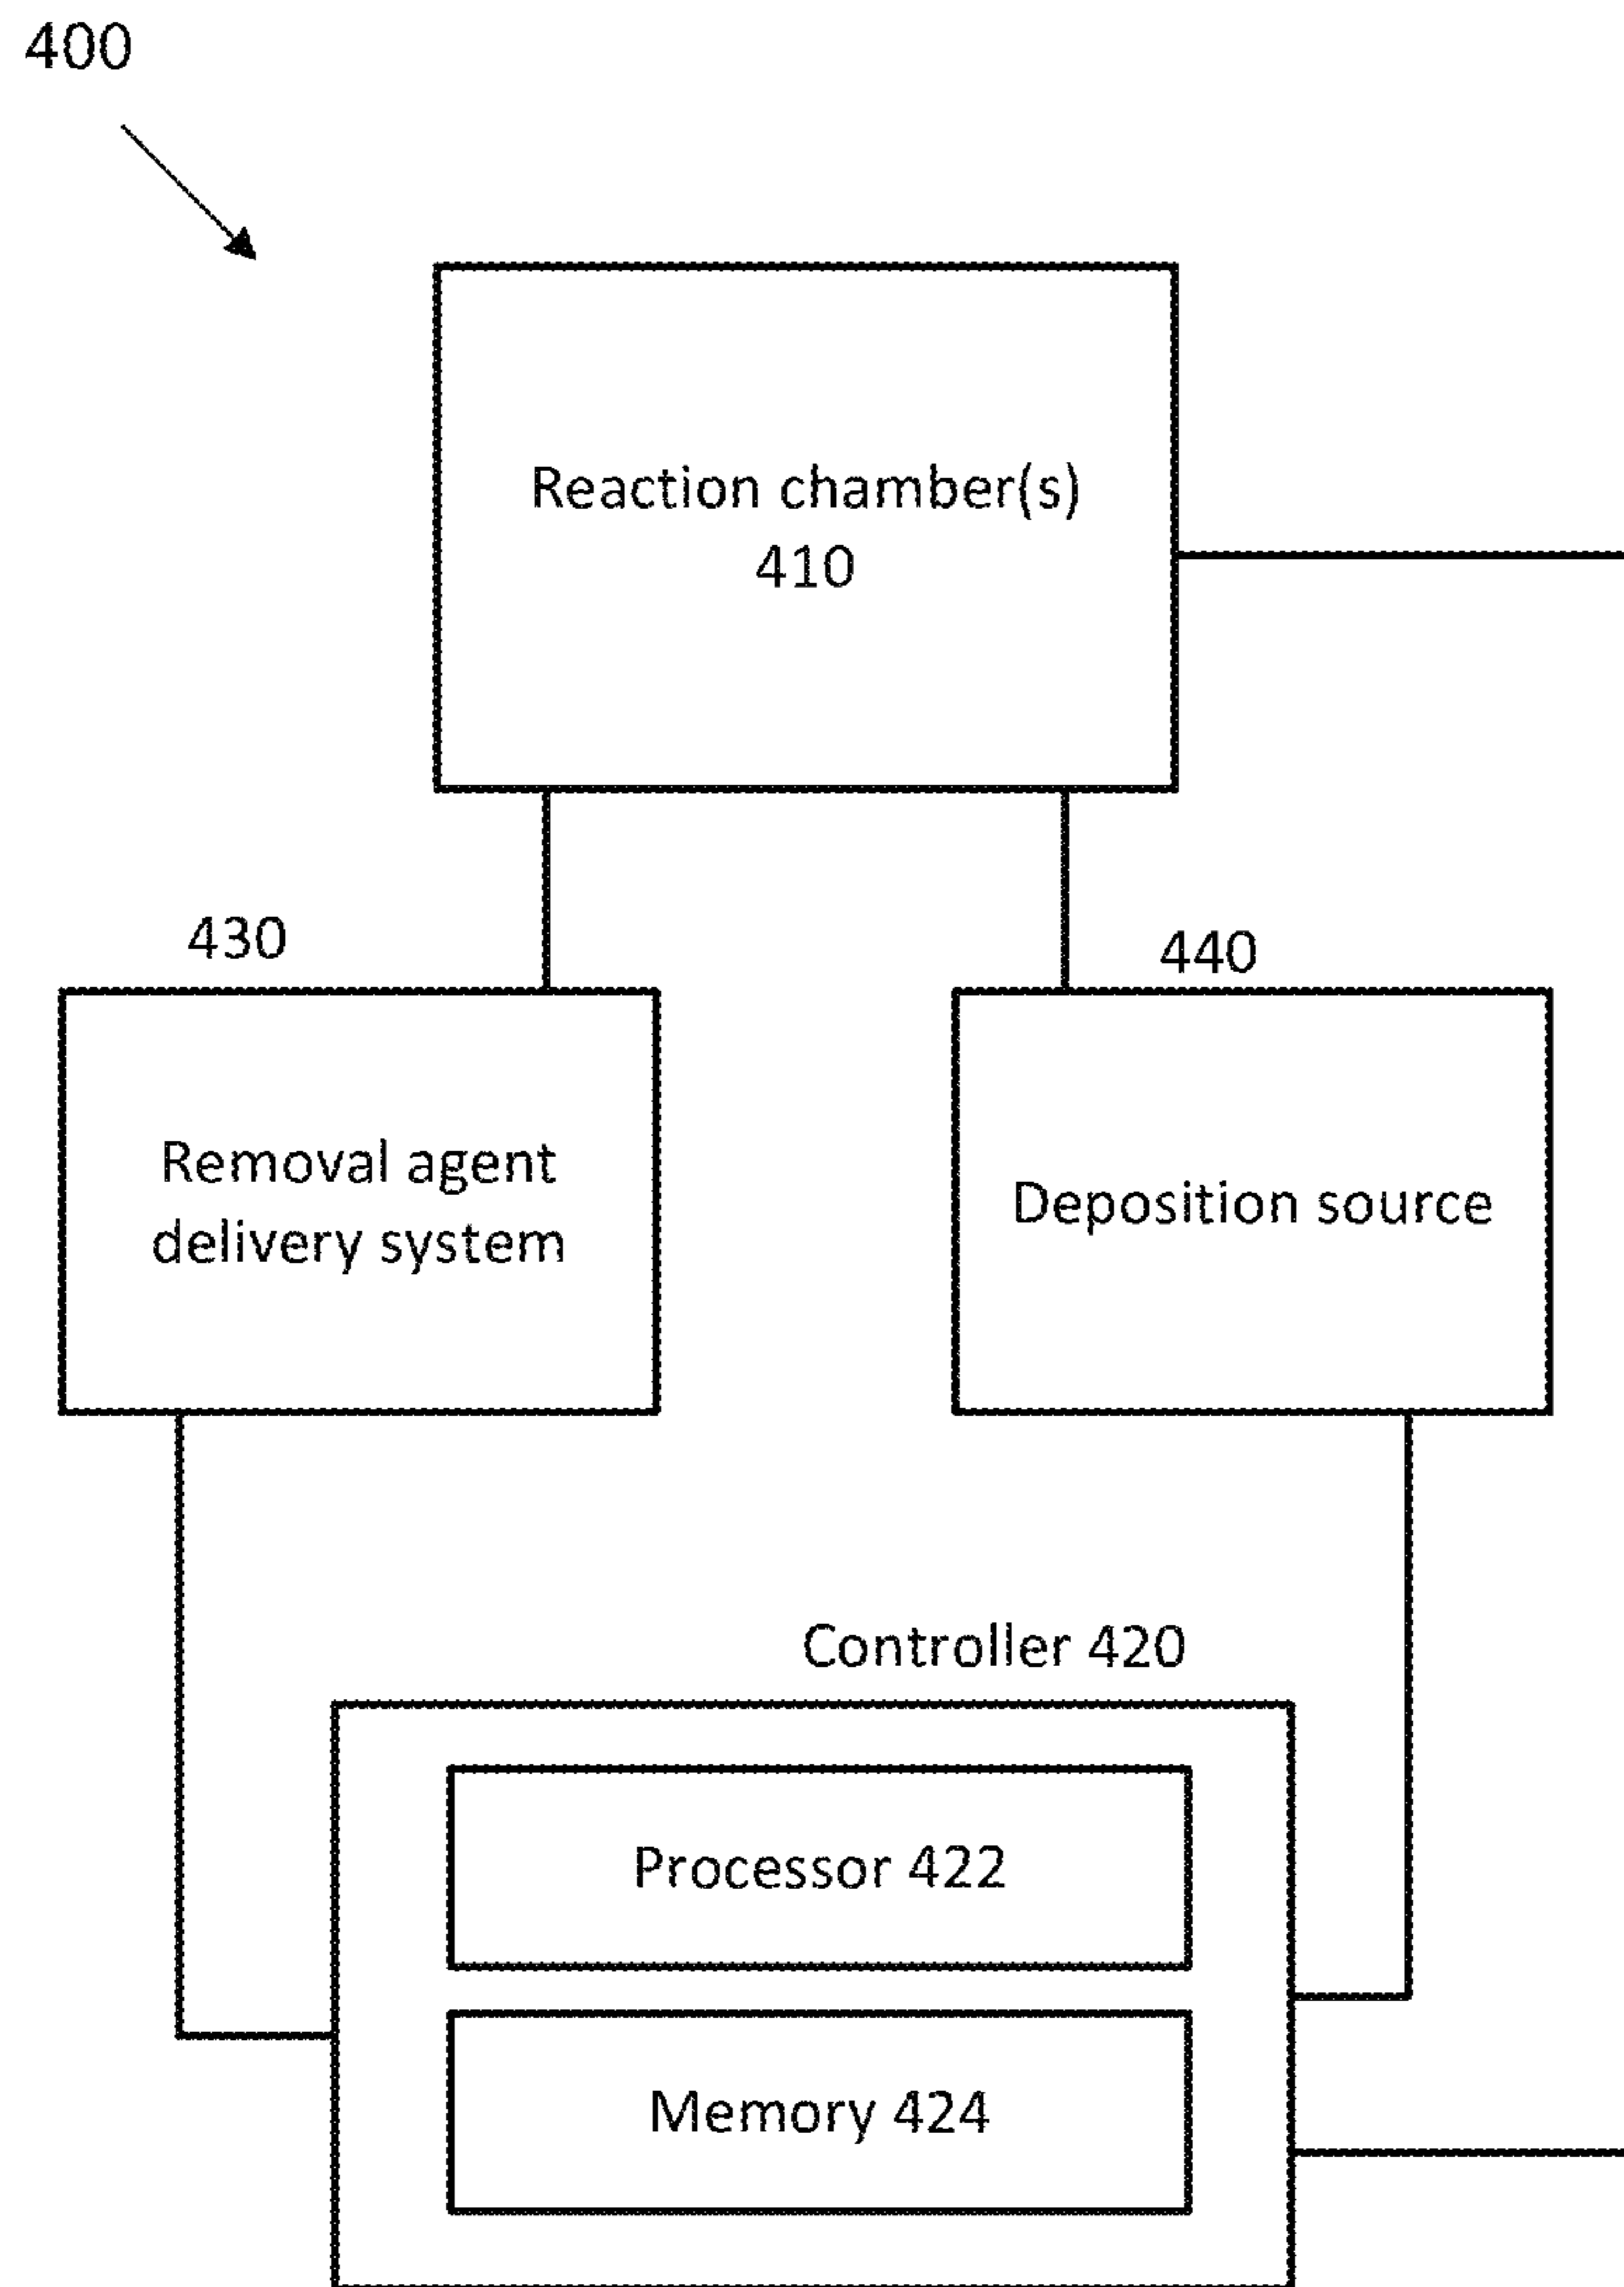 400
Reaction chamber(s)
410
430
440
Removal agent
delivery system
Deposition source
Controller 420
Processor 422
Memory 424